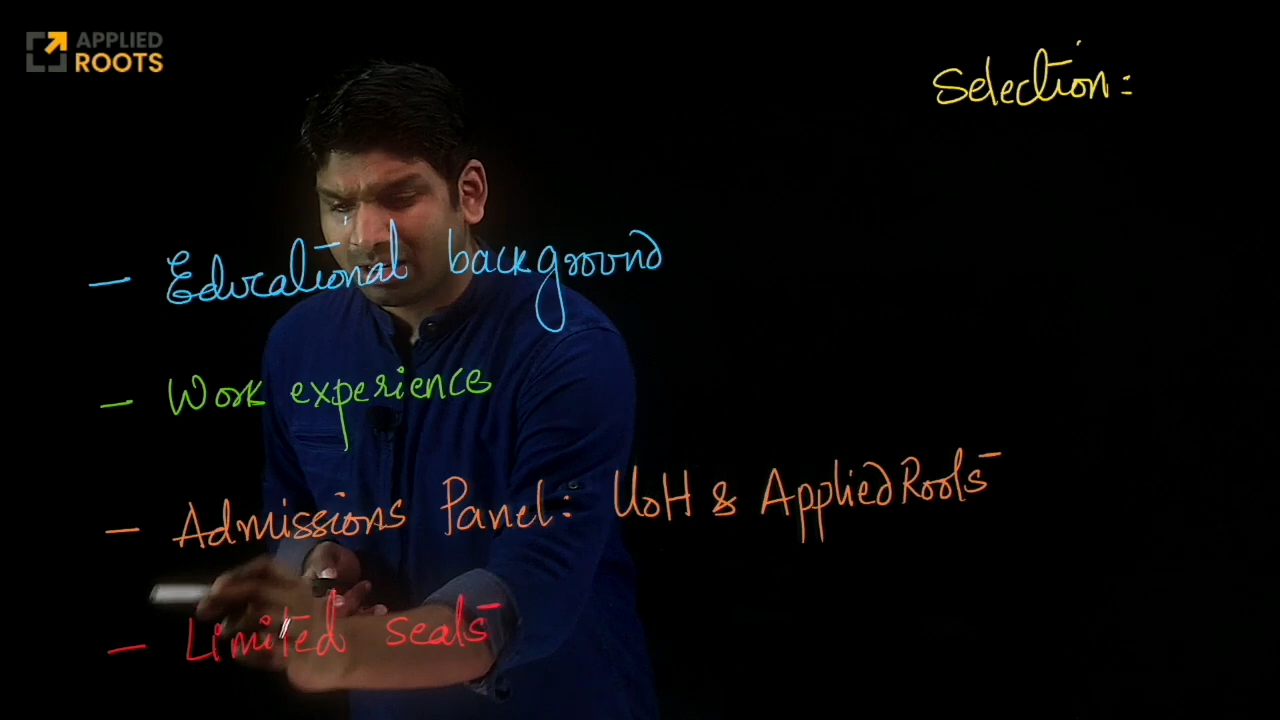 APPLIED
ROOTS
Selection:
- Educational background
- Work experience
- Admissions Panel: UoH & AppliedRoots
- Limited seats